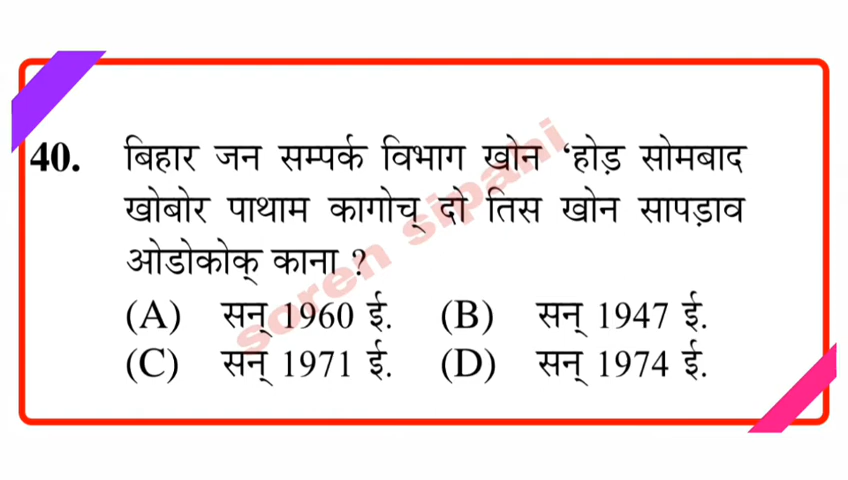 40. बिहार जन सम्पर्क विभाग खोन ‘होड़ सोमबाद
खोबोर पाथाम कागोच् दो तिस खोन सापड़ाव
ओडोकोक् काना ?
(A) सन् 1960 ई. (B) सन् 1947 ई.
(C) सन् 1971 ई. (D) सन् 1974 ई.
soren sipahi